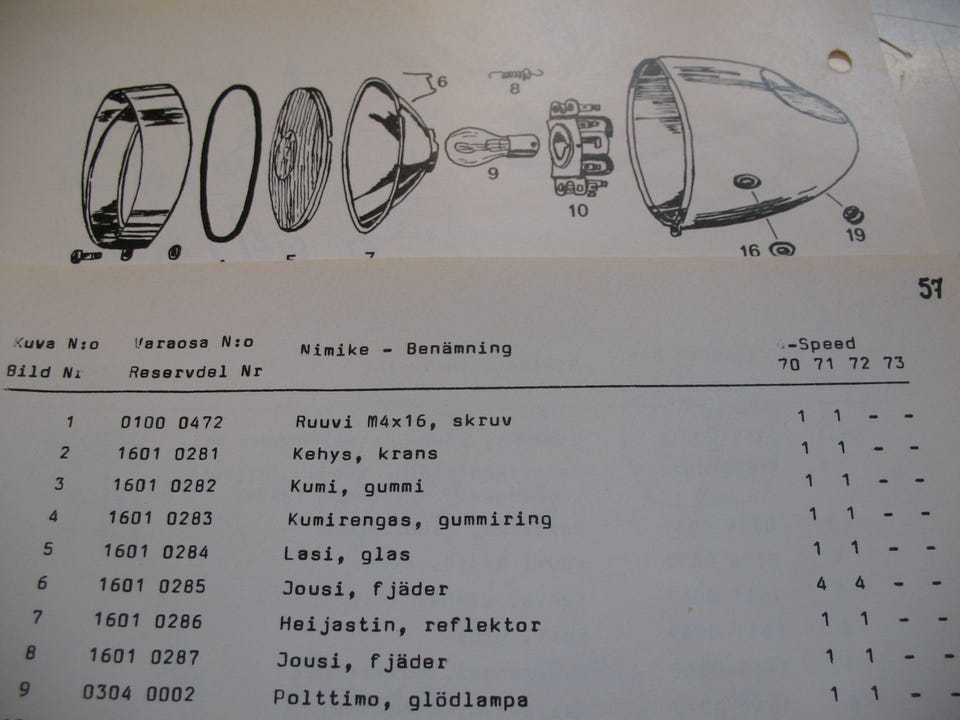 6
8
9
10
16
19
5
7
57
Kuva N:o Varaosa N:o Nimike - Benämning -Speed
Bild Nr Reservdel Nr 70 71 72 73
1 0100 0472 Ruuvi M4x16, skruv 1 1 - -
2 1601 0281 Kehys, krans 1 1 - -
3 1601 0282 Kumi, gummi 1 1 - -
4 1601 0283 Kumirengas, gummiring 1 1 - -
5 1601 0284 Lasi, glas 1 1 - -
6 1601 0285 Jousi, fjäder 4 4 - -
7 1601 0286 Heijastin, reflektor 1 1 - -
8 1601 0287 Jousi, fjäder 1 1 - -
9 0304 0002 Polttimo, glödlampa 1 1 - -